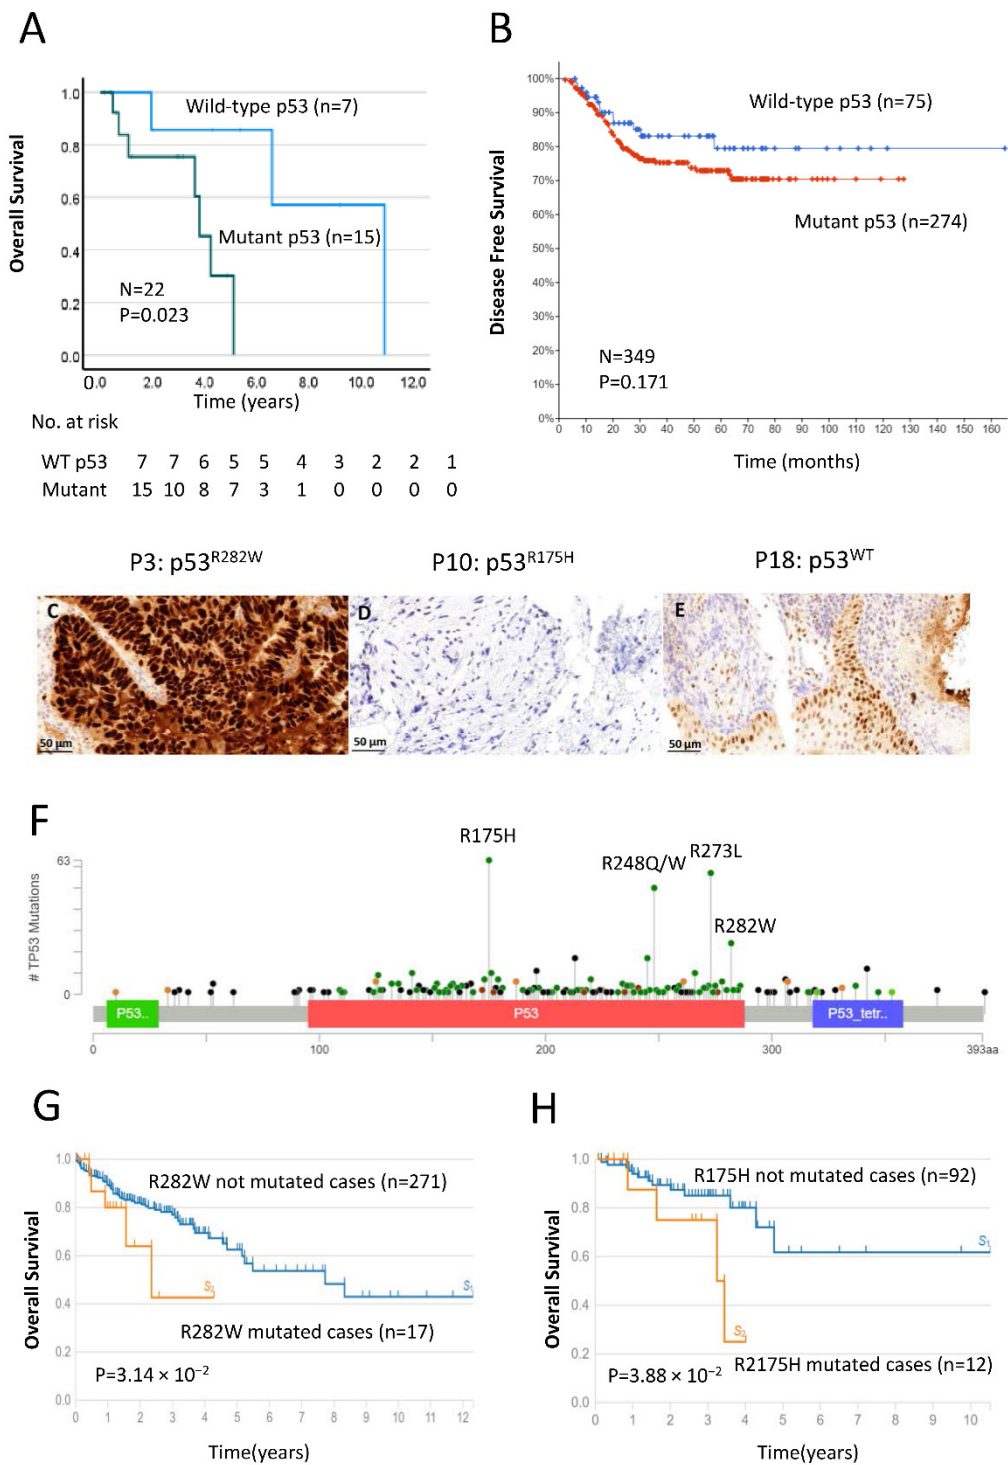 A
Overall Survival
1.0
0.8
0.6
0.4
0.2
0.0
Wild-type p53 (n=7)
Mutant p53 (n=15)
N=22
P=0.023
0.0 2.0 4.0 6.0 8.0 10.0 12.0
Time (years)
No. at risk
WT p53 7 7 6 5 5 4 3 2 2 1
Mutant 15 10 8 7 3 1 0 0 0 0
B
Disease Free Survival
100%
90%
80%
70%
60%
50%
40%
30%
20%
10%
0%
Wild-type p53 (n=75)
Mutant p53 (n=274)
N=349
P=0.171
0 10 20 30 40 50 60 70 80 90 100 110 120 130 140 150 160
Time (months)
P3: p53R282W
P10: p53R175H
P18: p53WT
C
50 µm
D
50 µm
E
50 µm
F
# TP53 Mutations
63
0
R175H
R248Q/W
R273L
R282W
P53..
P53
P53_tetr..
0 100 200 300 393aa
G
Overall Survival
1.0
0.8
0.6
0.4
0.2
0.0
R282W not mutated cases (n=271)
S1
S2
R282W mutated cases (n=17)
P=3.14 × 10−2
0 1 2 3 4 5 6 7 8 9 10 11 12
Time(years)
H
Overall Survival
1.0
0.8
0.6
0.4
0.2
0.0
R175H not mutated cases (n=92)
S1
S2
R2175H mutated cases (n=12)
P=3.88 × 10−2
0 1 2 3 4 5 6 7 8 9 10
Time(years)